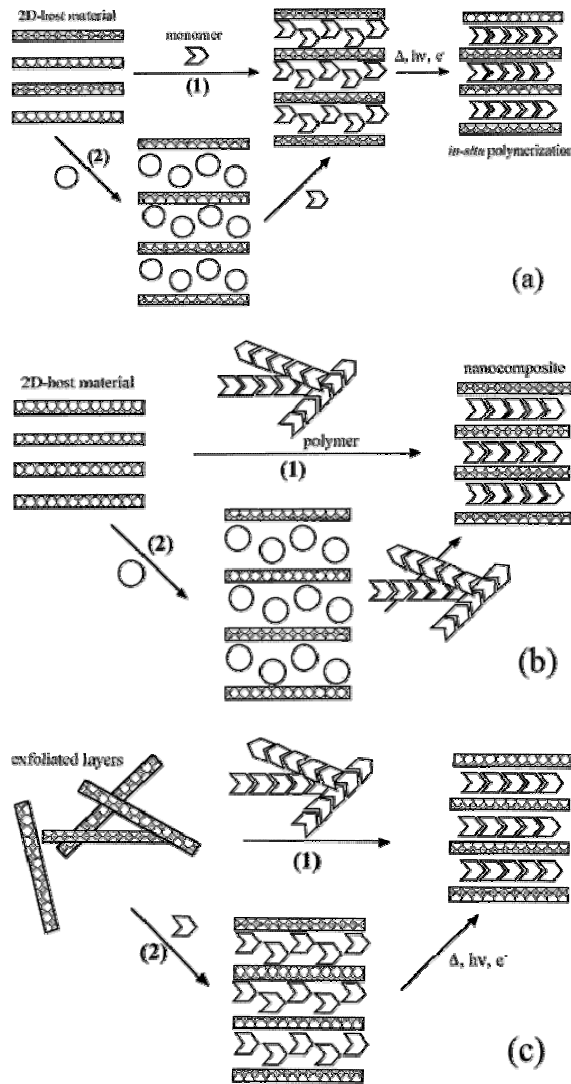 2D-host material
monomer
(1)
Δ, hν, e-
in-situ polymerization
(2)
(a)
2D-host material
polymer
(1)
nanocomposite
(2)
(b)
exfoliated layers
(1)
(2)
Δ, hν, e-
(c)